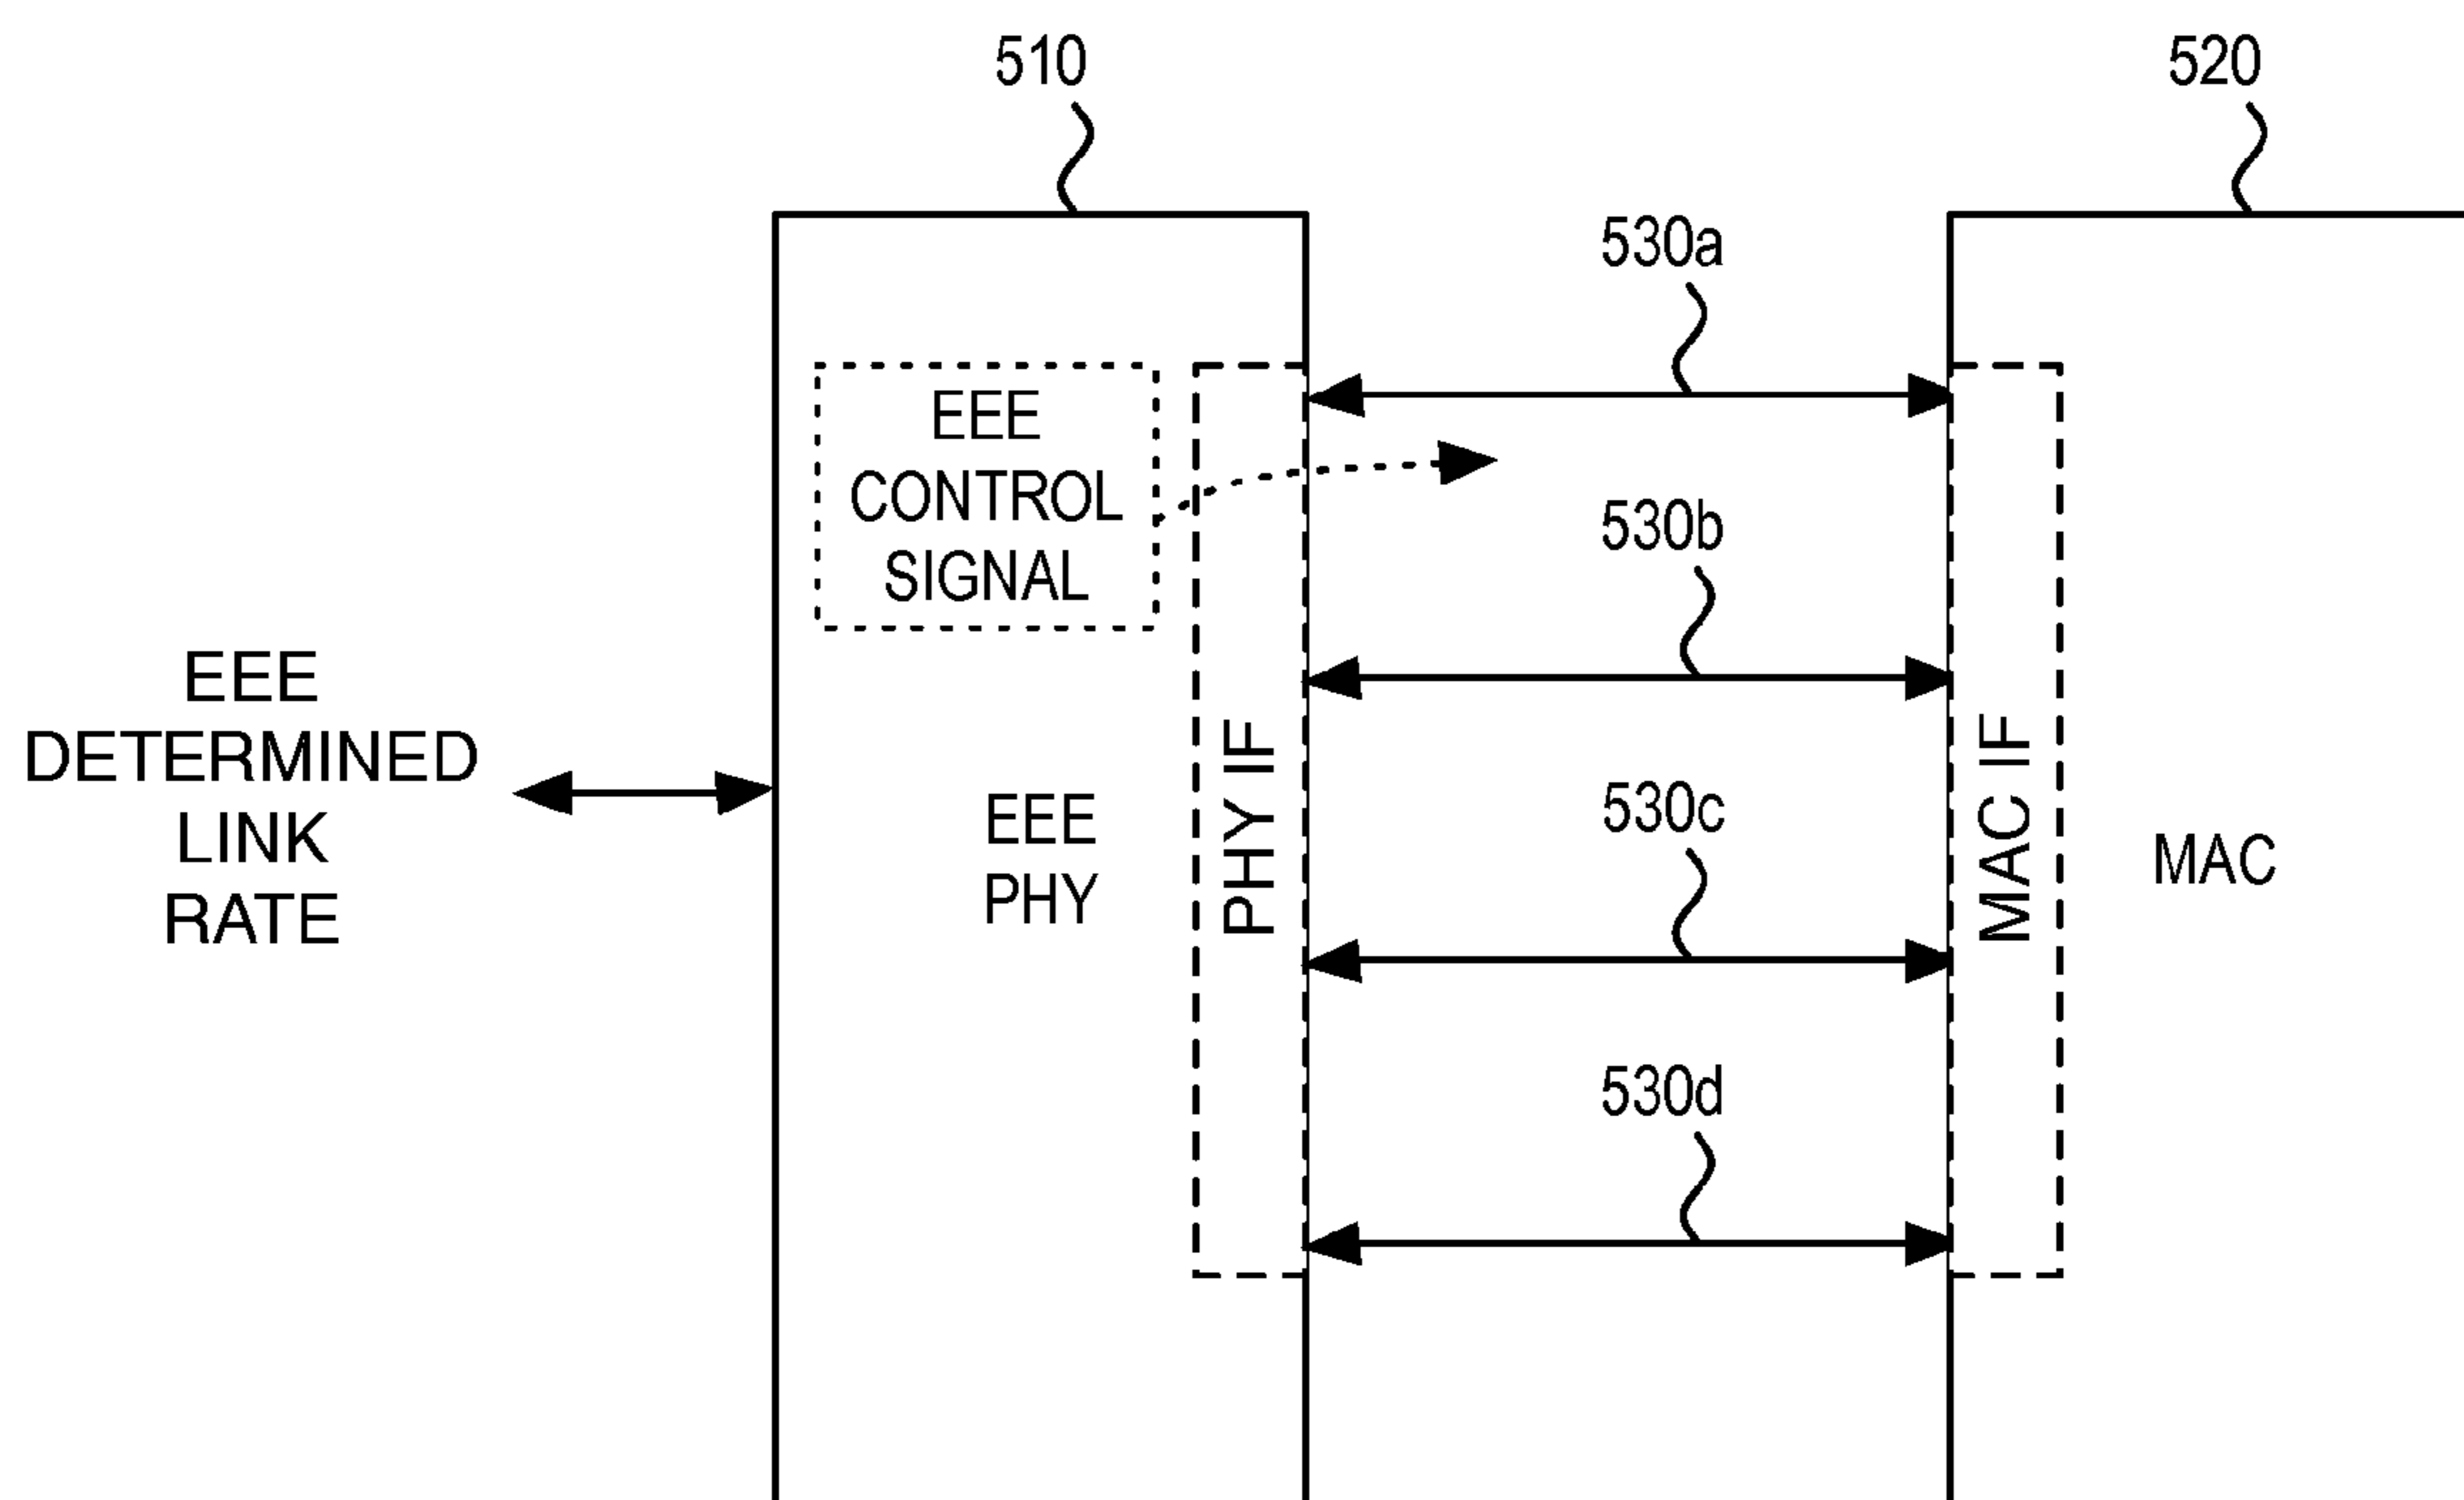 510
520
530a
EEE
CONTROL
SIGNAL
530b
EEE
DETERMINED
LINK
RATE
EEE
PHY
PHY IF
530c
MAC IF
MAC
530d